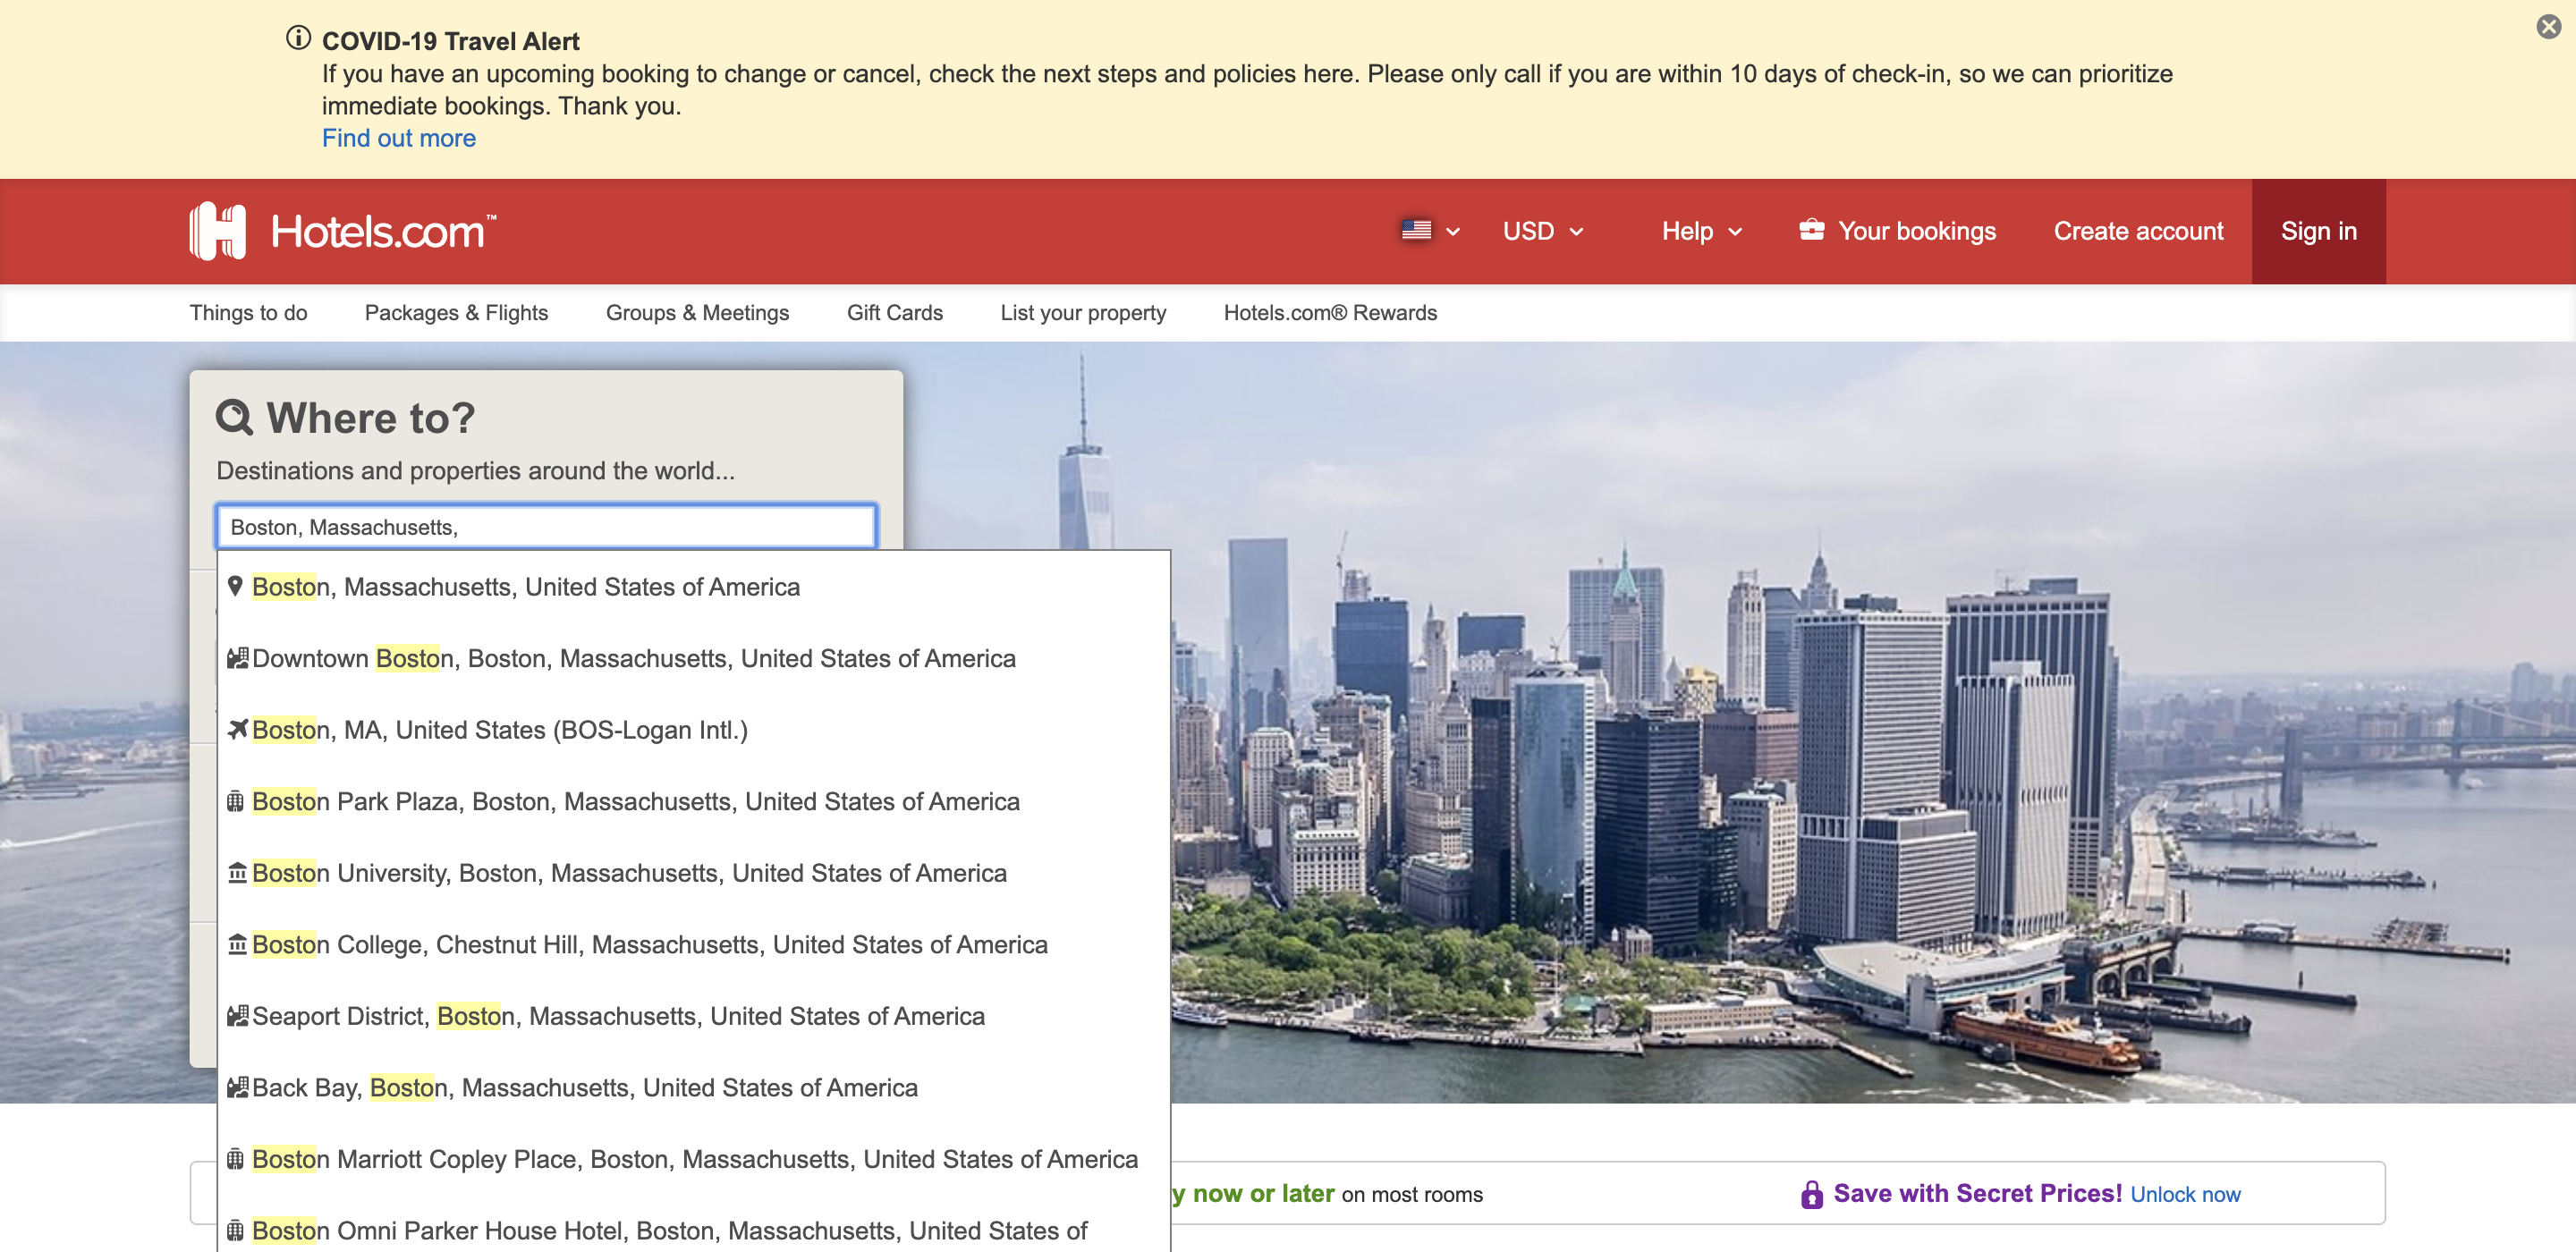 COVID-19 Travel Alert
If you have an upcoming booking to change or cancel, check the next steps and policies here. Please only call if you are within 10 days of check-in, so we can prioritize
immediate bookings. Thank you.
Find out more
Hotels.com™
USD
Help
Your bookings
Create account
Sign in
Things to do
Packages & Flights
Groups & Meetings
Gift Cards
List your property
Hotels.com® Rewards
Where to?
Destinations and properties around the world...
Boston, Massachusetts,
Boston, Massachusetts, United States of America
Downtown Boston, Boston, Massachusetts, United States of America
Boston, MA, United States (BOS-Logan Intl.)
Boston Park Plaza, Boston, Massachusetts, United States of America
Boston University, Boston, Massachusetts, United States of America
Boston College, Chestnut Hill, Massachusetts, United States of America
Seaport District, Boston, Massachusetts, United States of America
Back Bay, Boston, Massachusetts, United States of America
Boston Marriott Copley Place, Boston, Massachusetts, United States of America
Boston Omni Parker House Hotel, Boston, Massachusetts, United States of
y now or later on most rooms
Save with Secret Prices! Unlock now